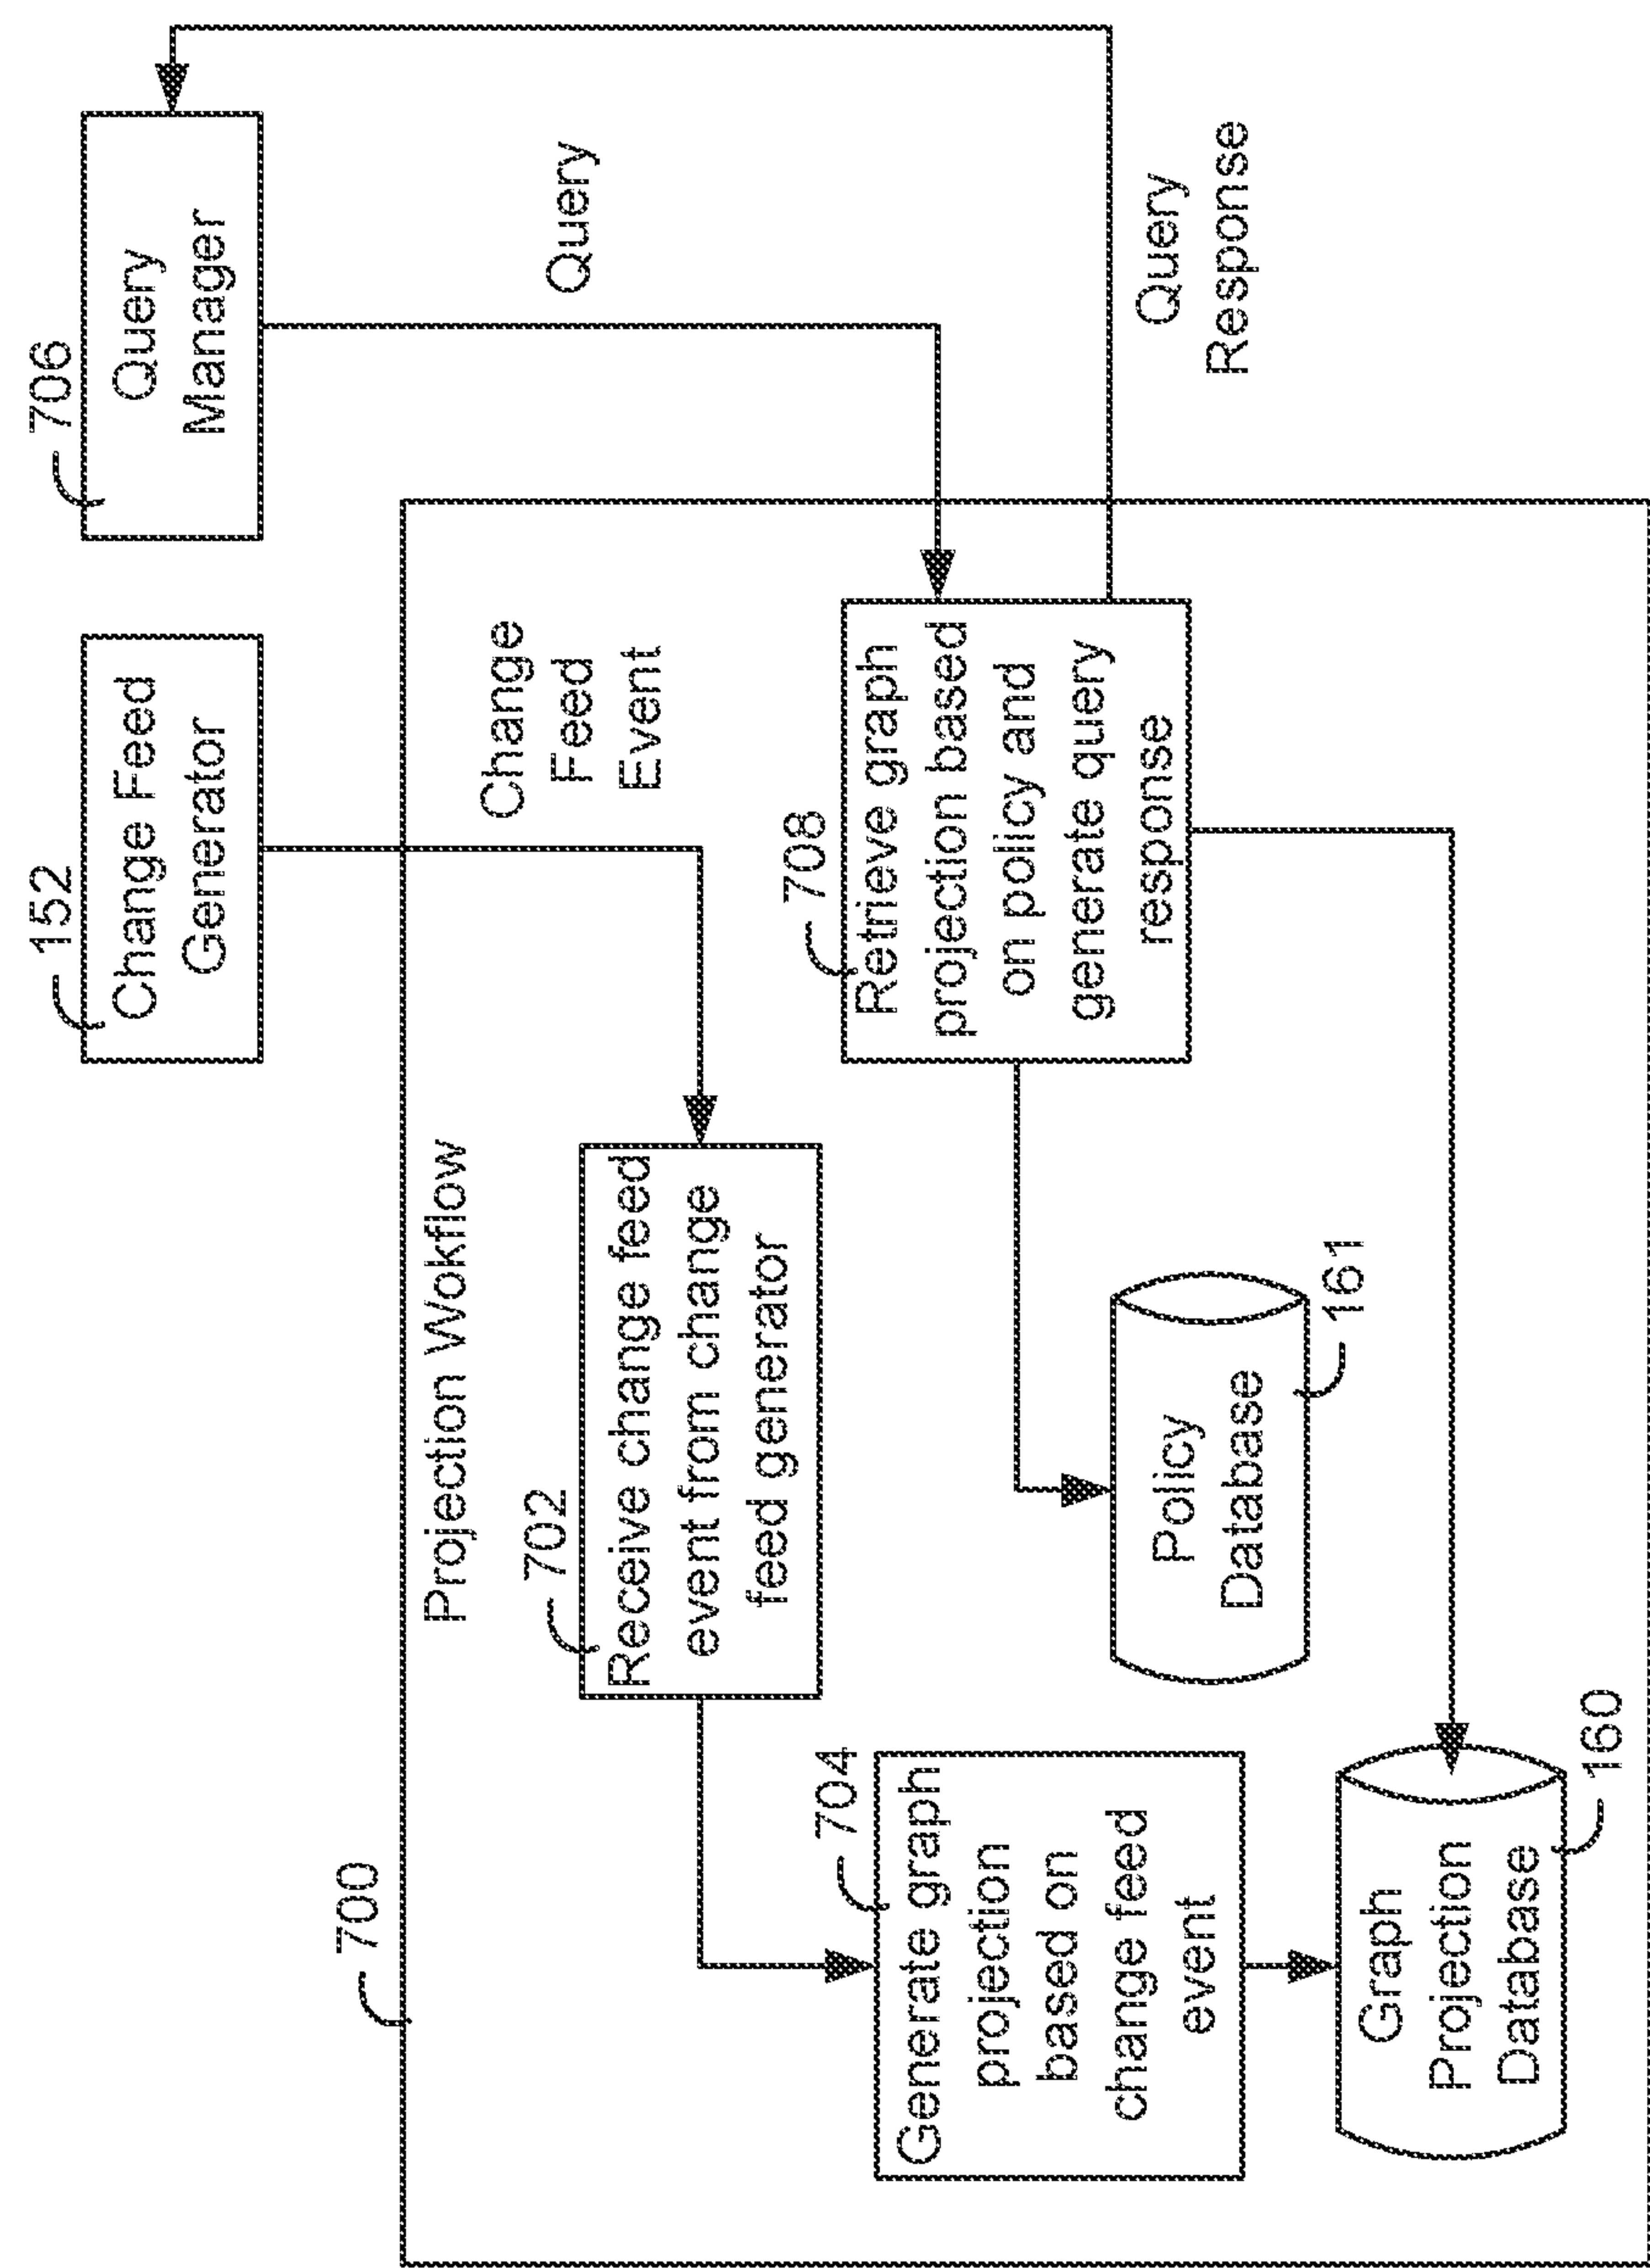 152
Change Feed
Generator
706
Query
Manager
700
Projection Wokflow
Change
Feed
Event
Query
702
Receive change feed
event from change
feed generator
704
Generate graph
projection
based on
change feed
event
708
Retrieve graph
projection based
on policy and
generate query
response
Query
Response
Policy
Database
161
Graph
Projection
Database
160